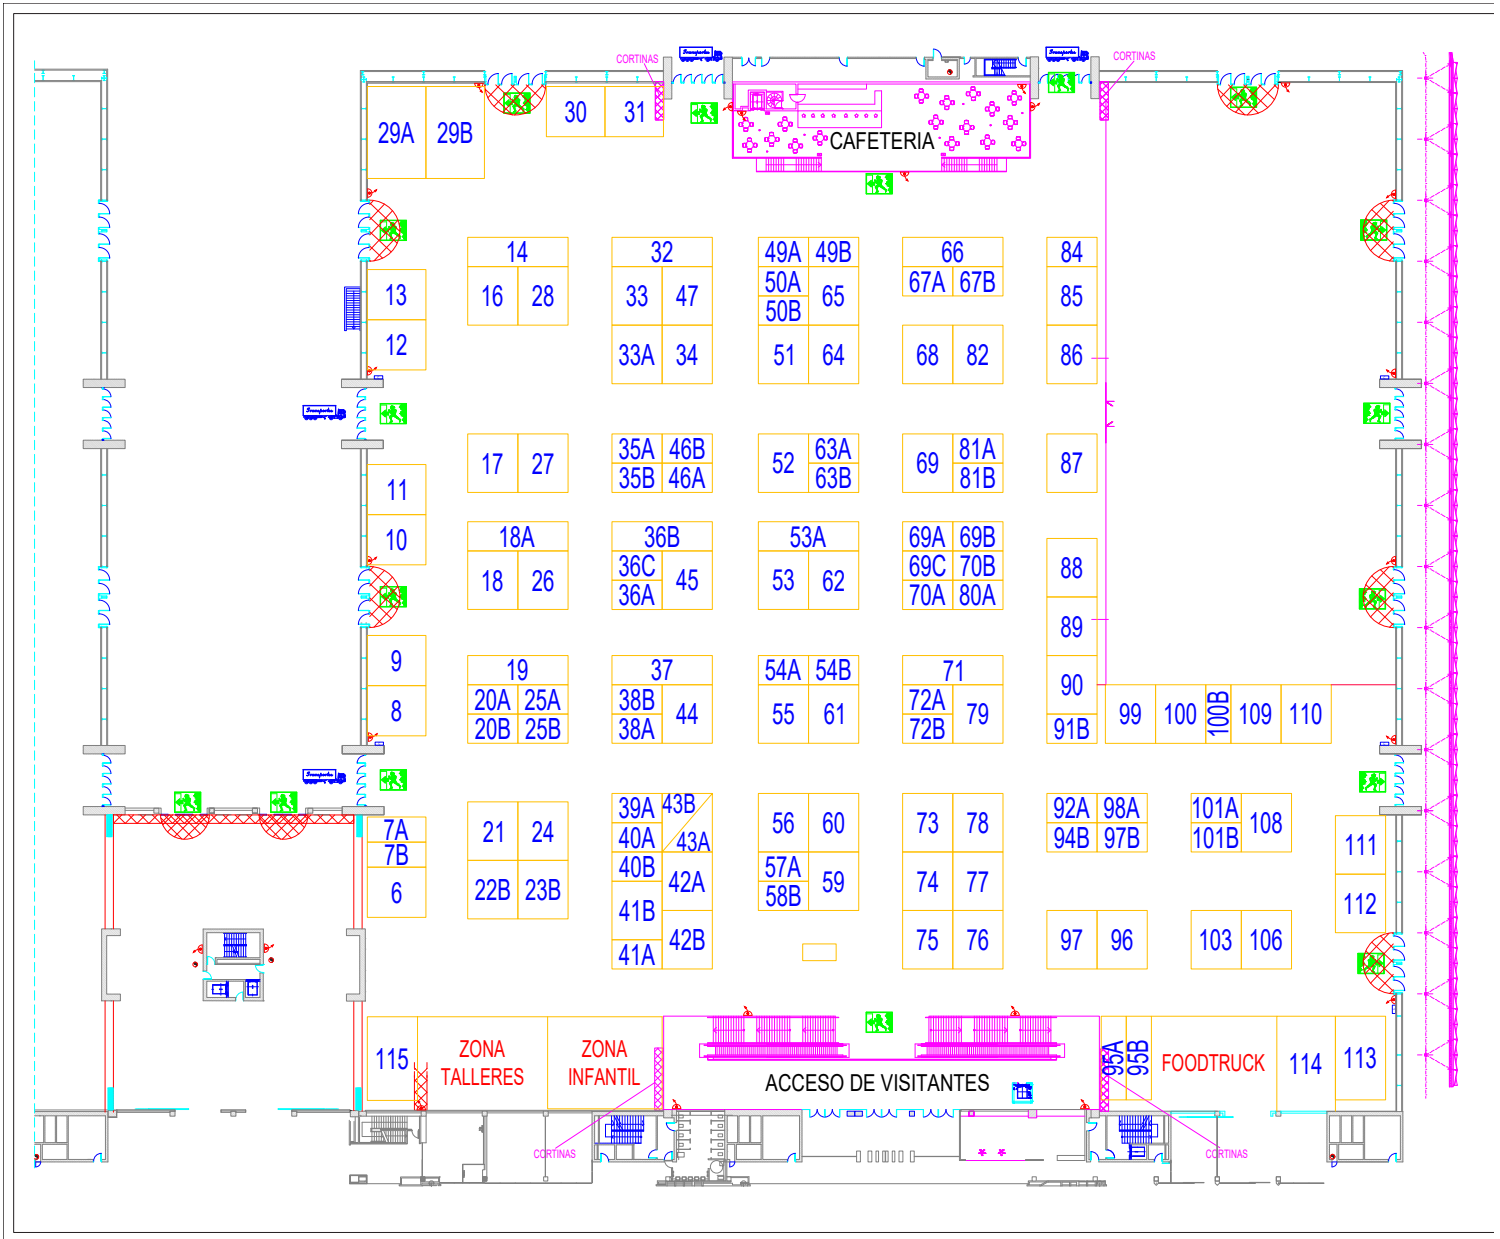 CORTINAS
Transporte
Transporte
CORTINAS
30
31
29A
29B
CAFETERIA
14
32
49A
49B
66
84
13
16
28
33
47
50A
50B
65
67A
67B
85
12
33A
34
51
64
68
82
86
Transporte
17
27
35A
46B
35B
46A
52
63A
63B
69
81A
81B
87
11
10
18A
36B
53A
69A
69B
18
26
36C
36A
45
53
62
69C
70B
70A
80A
88
89
9
8
19
37
54A
54B
71
90
20A
25A
20B
25B
38B
38A
44
55
61
72A
72B
79
91B
99
100
100B
109
110
Transporte
7A
7B
6
21
24
39A
43B
40A
43A
56
60
73
78
92A
98A
94B
97B
101A
101B
108
111
22B
23B
40B
42A
41B
42B
41A
57A
58B
59
74
77
75
76
97
96
103
106
112
115
ZONA
TALLERES
ZONA
INFANTIL
ACCESO DE VISITANTES
95A
95B
FOODTRUCK
114
113
CORTINAS
CORTINAS